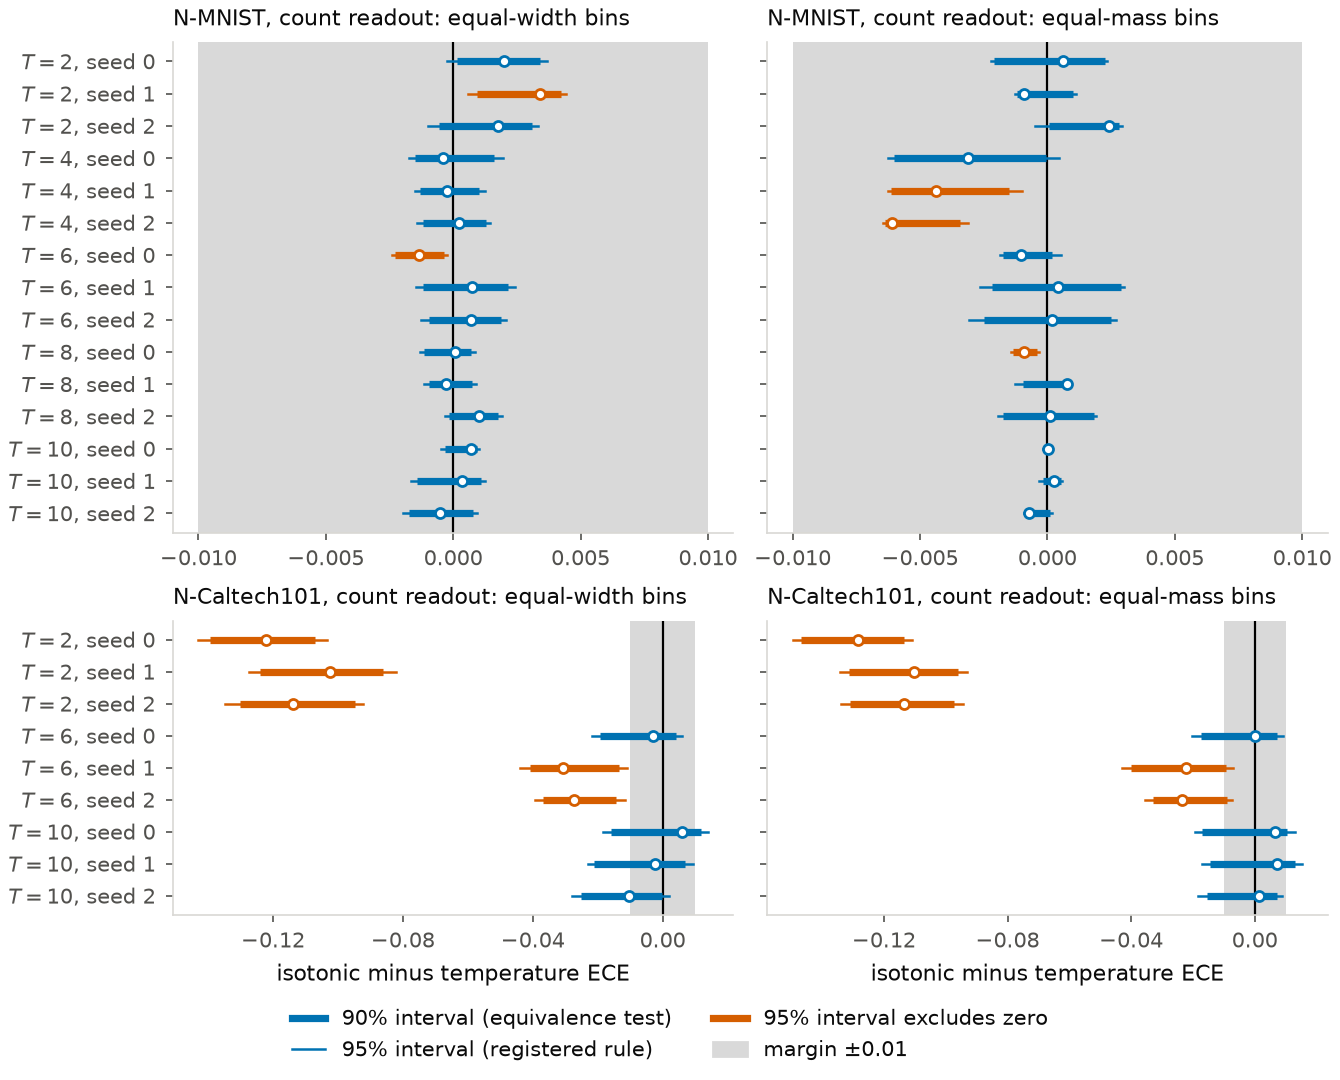 N-MNIST, count readout: equal-width bins
N-MNIST, count readout: equal-mass bins
T = 2, seed 0
T = 2, seed 1
T = 2, seed 2
T = 4, seed 0
T = 4, seed 1
T = 4, seed 2
T = 6, seed 0
T = 6, seed 1
T = 6, seed 2
T = 8, seed 0
T = 8, seed 1
T = 8, seed 2
T = 10, seed 0
T = 10, seed 1
T = 10, seed 2
−0.010 −0.005 0.000 0.005 0.010
−0.010 −0.005 0.000 0.005 0.010
N-Caltech101, count readout: equal-width bins
N-Caltech101, count readout: equal-mass bins
T = 2, seed 0
T = 2, seed 1
T = 2, seed 2
T = 6, seed 0
T = 6, seed 1
T = 6, seed 2
T = 10, seed 0
T = 10, seed 1
T = 10, seed 2
−0.12 −0.08 −0.04 0.00
−0.12 −0.08 −0.04 0.00
isotonic minus temperature ECE
isotonic minus temperature ECE
90% interval (equivalence test)
95% interval (registered rule)
95% interval excludes zero
margin ±0.01